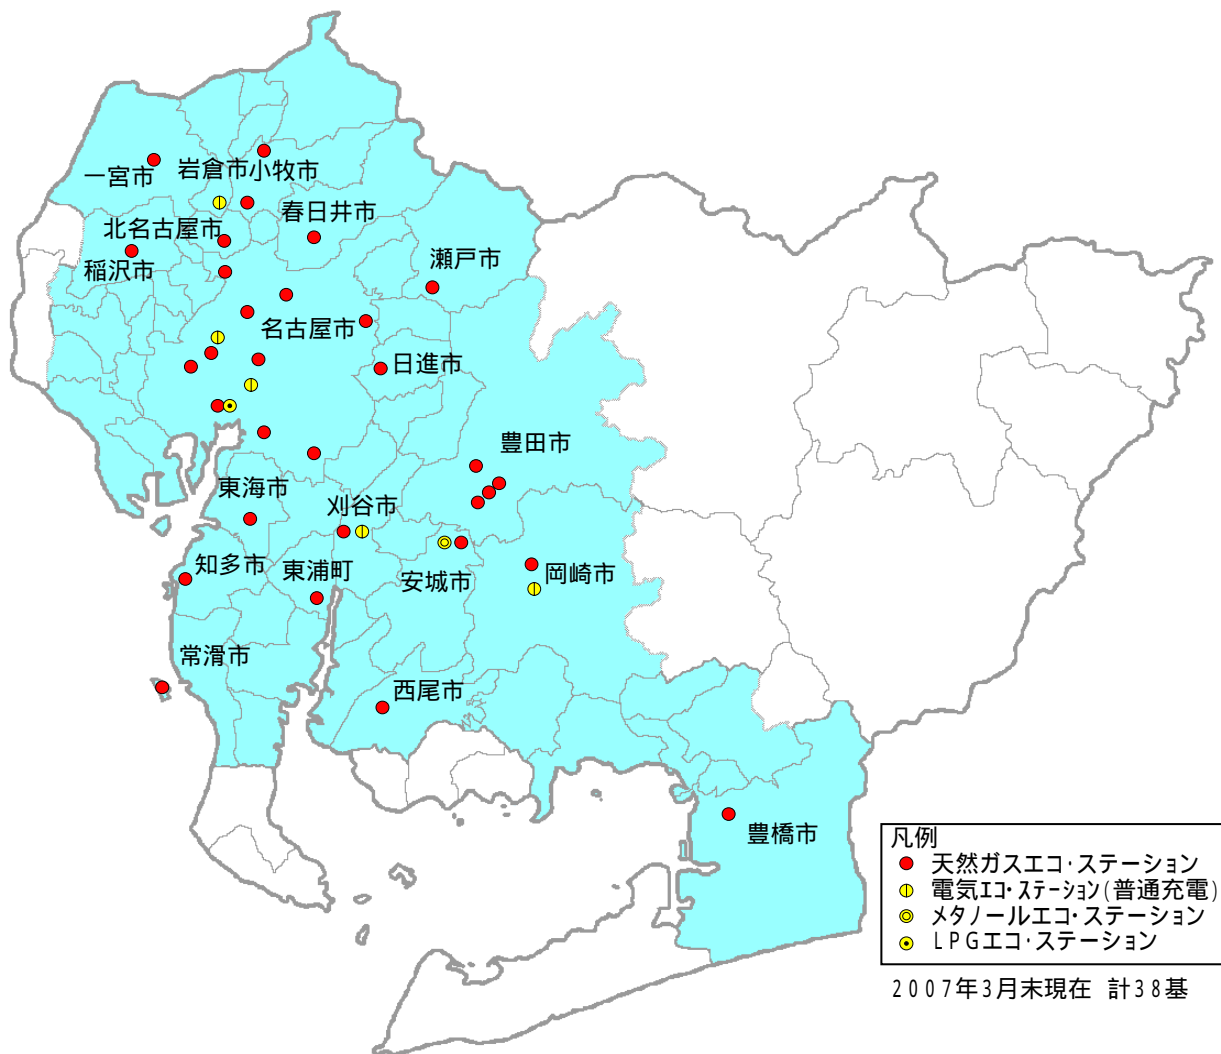 一宮市
岩倉市
小牧市
北名古屋市
春日井市
稲沢市
瀬戸市
名古屋市
日進市
豊田市
東海市
刈谷市
知多市
東浦町
安城市
岡崎市
常滑市
西尾市
豊橋市
凡例
天然ガスエコ・ステーション
電気エコ・ステーション(普通充電)
メタノールエコ・ステーション
LPGエコ・ステーション
2007年3月末現在 計38基